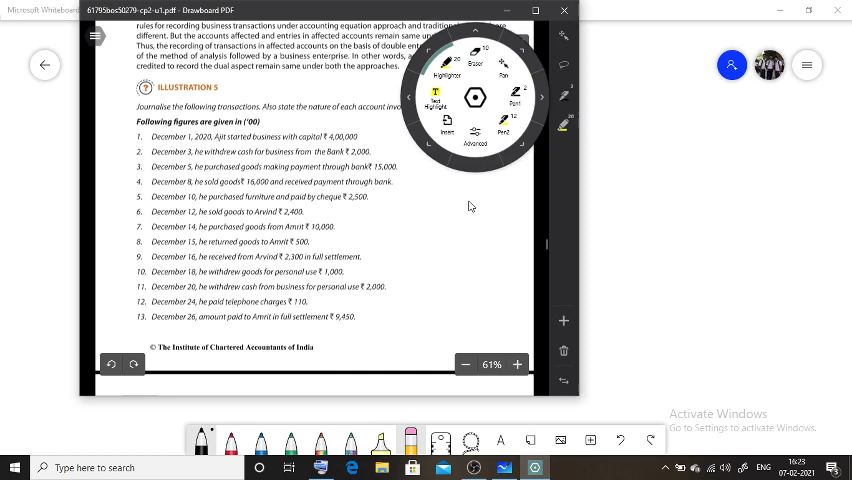 Microsoft Whiteboard
61795bos50279-cp2-u1.pdf - Drawboard PDF
rules for recording business transactions under accounting equation approach and tradition
re
different. But the accounts affected and entries in affected accounts remain same un
Thus, the recording of transactions in affected accounts on the basis of double ent
of the method of analysis followed by a business enterprise. In other words, a
credited to record the dual aspect remain same under both the approaches.
ILLUSTRATION 5
Journalise the following transactions. Also state the nature of each account invo
Following figures are given in ('00)
1. December 1, 2020, Ajit started business with capital ₹ 4,00,000
2. December 3, he withdrew cash for business from the Bank ₹ 2,000.
3. December 5, he purchased goods making payment through bank₹ 15,000.
4. December 8, he sold goods₹ 16,000 and received payment through bank.
5. December 10, he purchased furniture and paid by cheque ₹ 2,500.
6. December 12, he sold goods to Arvind ₹ 2,400.
7. December 14, he purchased goods from Amrit ₹ 10,000.
8. December 15, he returned goods to Amrit ₹ 500.
9. December 16, he received from Arvind ₹ 2,300 in full settlement.
10. December 18, he withdrew goods for personal use ₹ 1,000.
11. December 20, he withdrew cash from business for personal use ₹ 2,000.
12. December 24, he paid telephone charges ₹ 110.
13. December 26, amount paid to Amrit in full settlement ₹ 9,450.
© The Institute of Chartered Accountants of India
61%
10
Eraser
20
Highlighter
Pan
T
Text
Highlight
2
Pen1
Insert
12
Pen2
Advanced
3
20
Activate Windows
Go to Settings to activate Windows.
A
Type here to search
ENG
16:23
07-02-2021
3